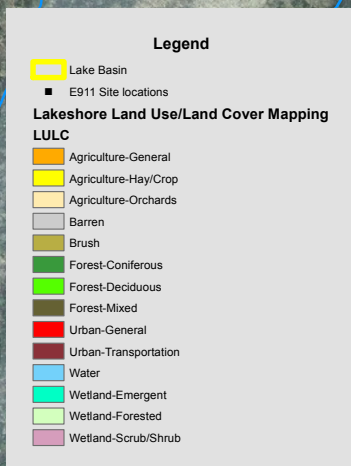 Legend
Lake Basin
E911 Site locations
Lakeshore Land Use/Land Cover Mapping
LULC
Agriculture-General
Agriculture-Hay/Crop
Agriculture-Orchards
Barren
Brush
Forest-Coniferous
Forest-Deciduous
Forest-Mixed
Urban-General
Urban-Transportation
Water
Wetland-Emergent
Wetland-Forested
Wetland-Scrub/Shrub